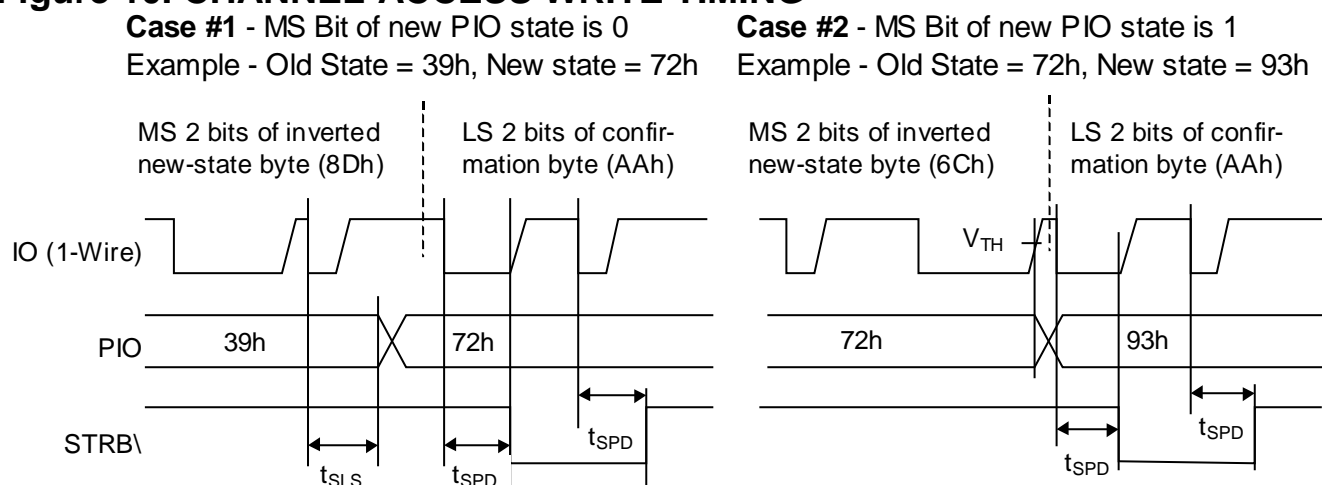 Case #1 - MS Bit of new PIO state is 0
Example - Old State = 39h, New state = 72h
MS 2 bits of inverted
new-state byte (8Dh)
LS 2 bits of confir-
mation byte (AAh)
IO (1-Wire)
PIO
39h
72h
STRB\
tSLS
tSPD
tSPD
Case #2 - MS Bit of new PIO state is 1
Example - Old State = 72h, New state = 93h
MS 2 bits of inverted
new-state byte (6Ch)
LS 2 bits of confir-
mation byte (AAh)
VTH
72h
93h
tSPD
tSPD